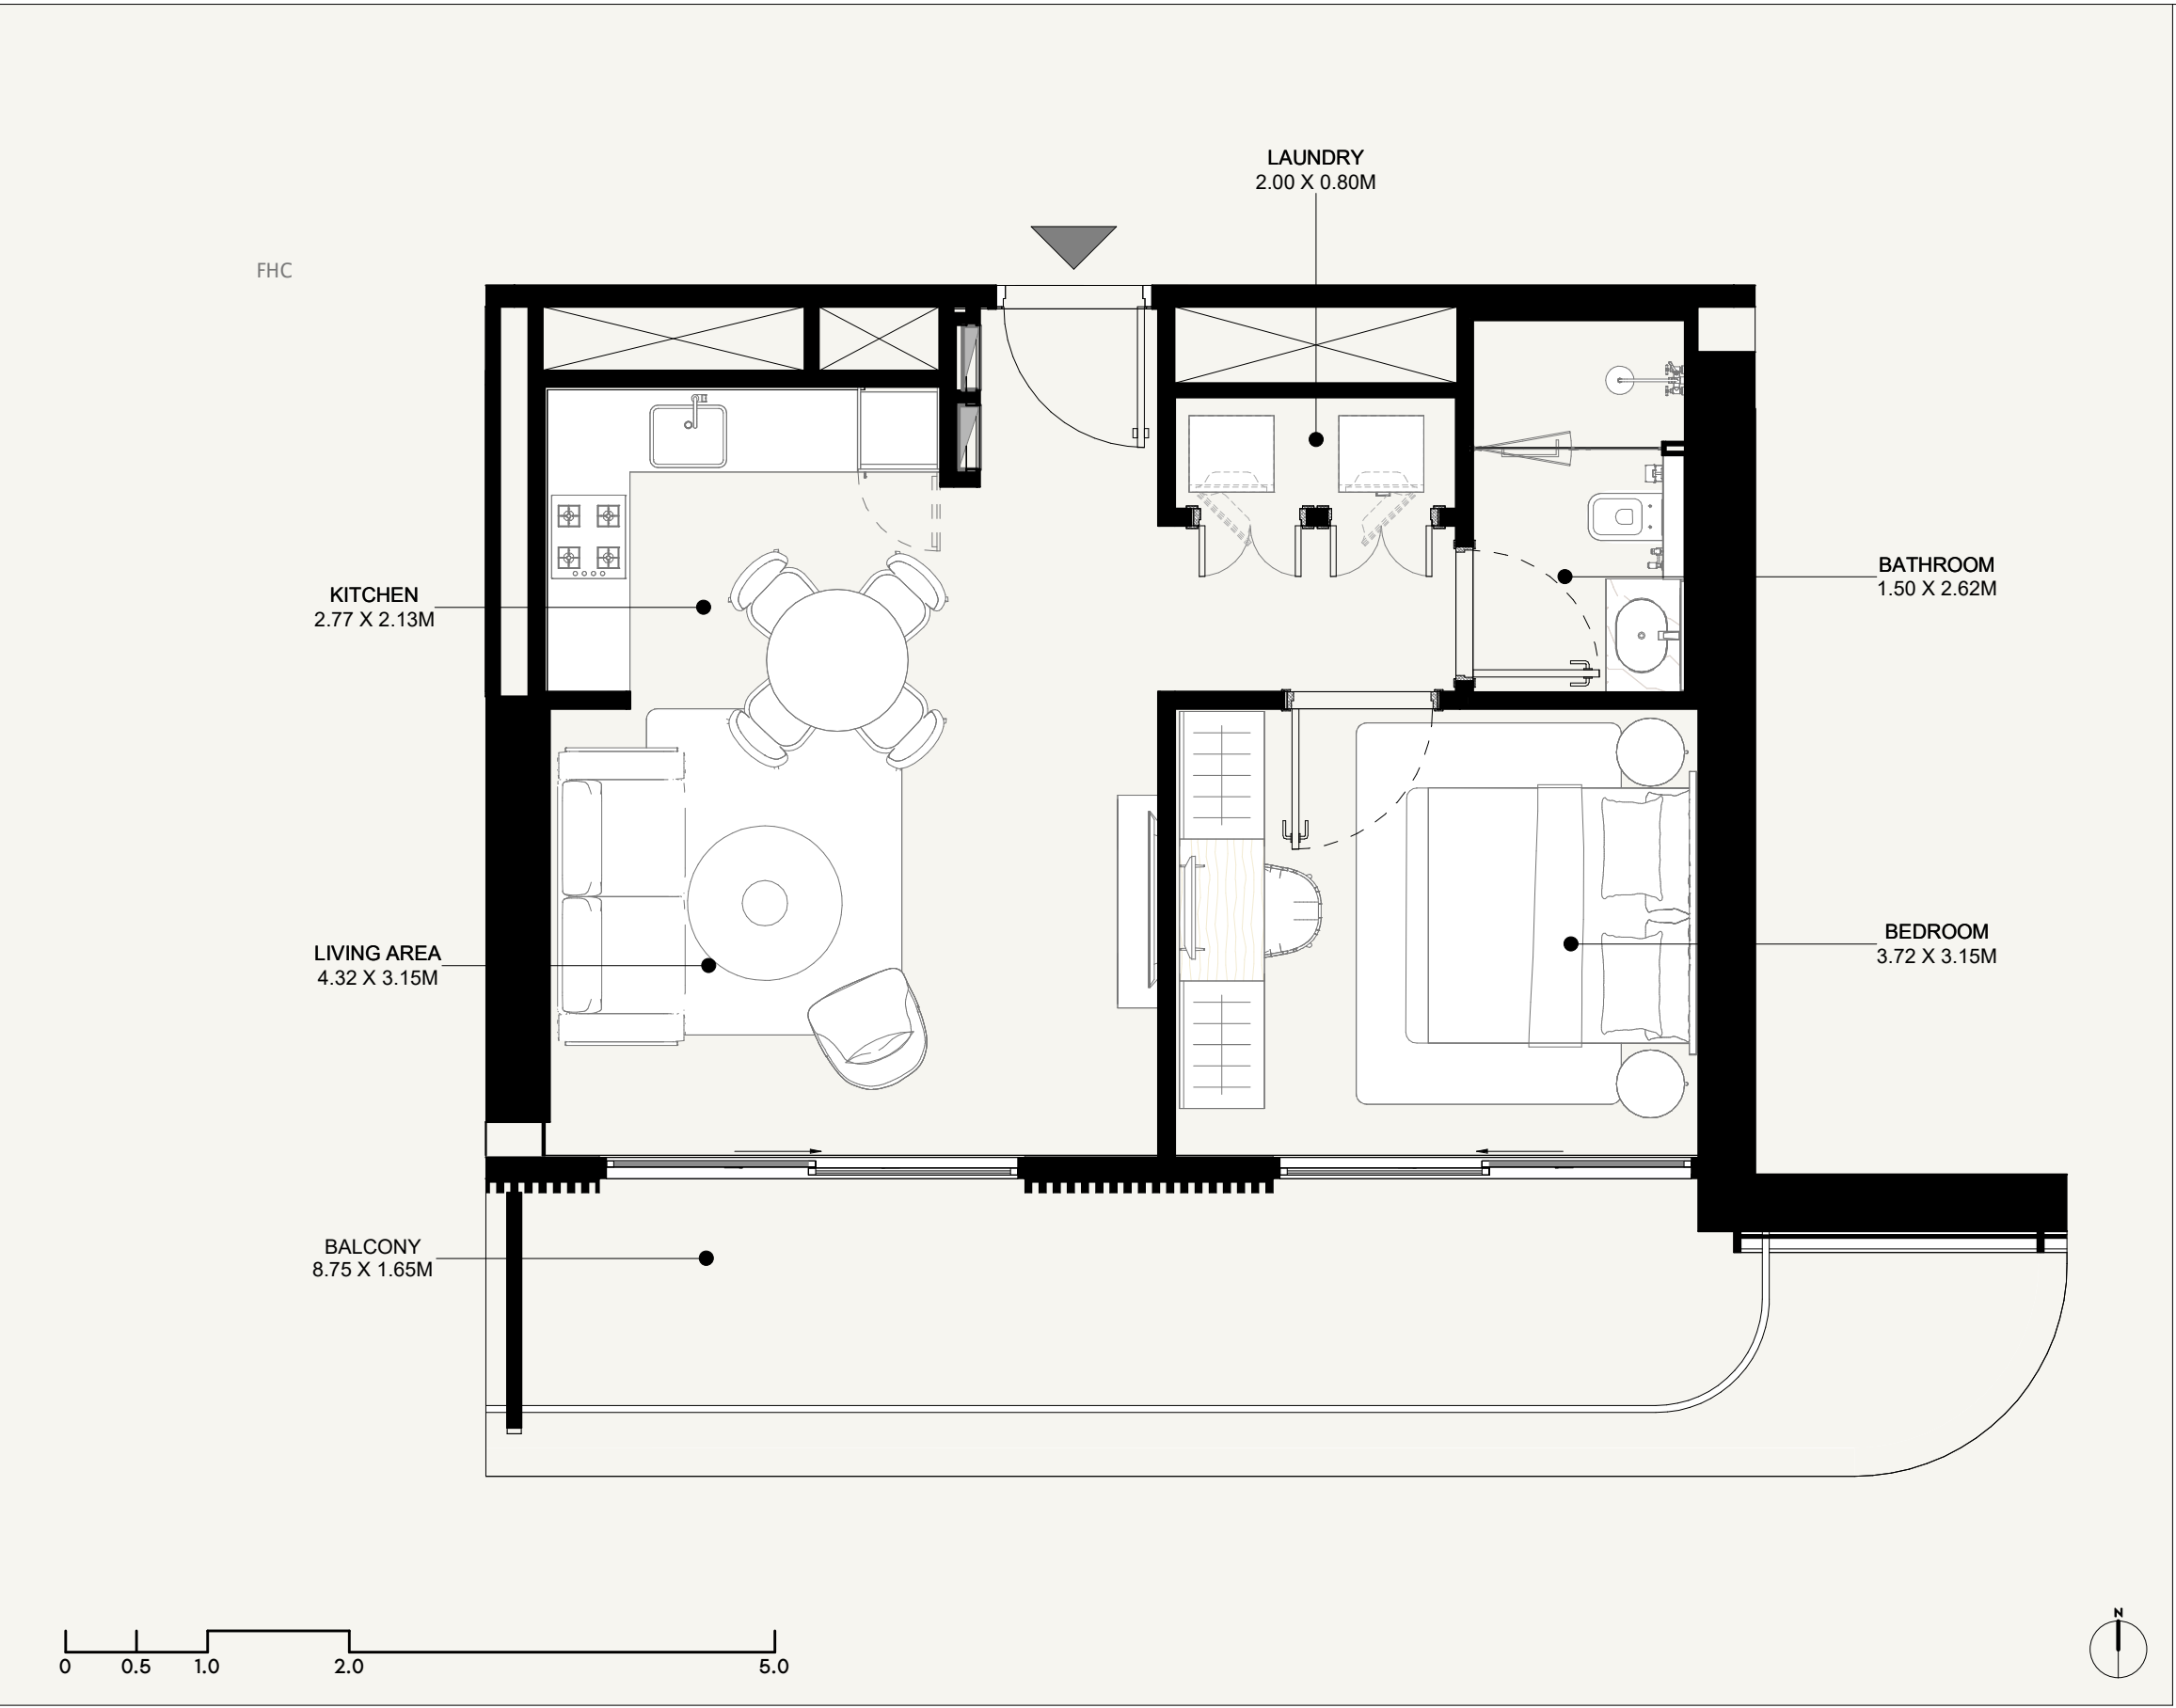 LAUNDRY
2.00 X 0.80M
FHC
BATHROOM
1.50 X 2.62M
KITCHEN
2.77 X 2.13M
BEDROOM
3.72 X 3.15M
LIVING AREA
4.32 X 3.15M
BALCONY
8.75 X 1.65M
N
0 0.5 1.0 2.0 5.0